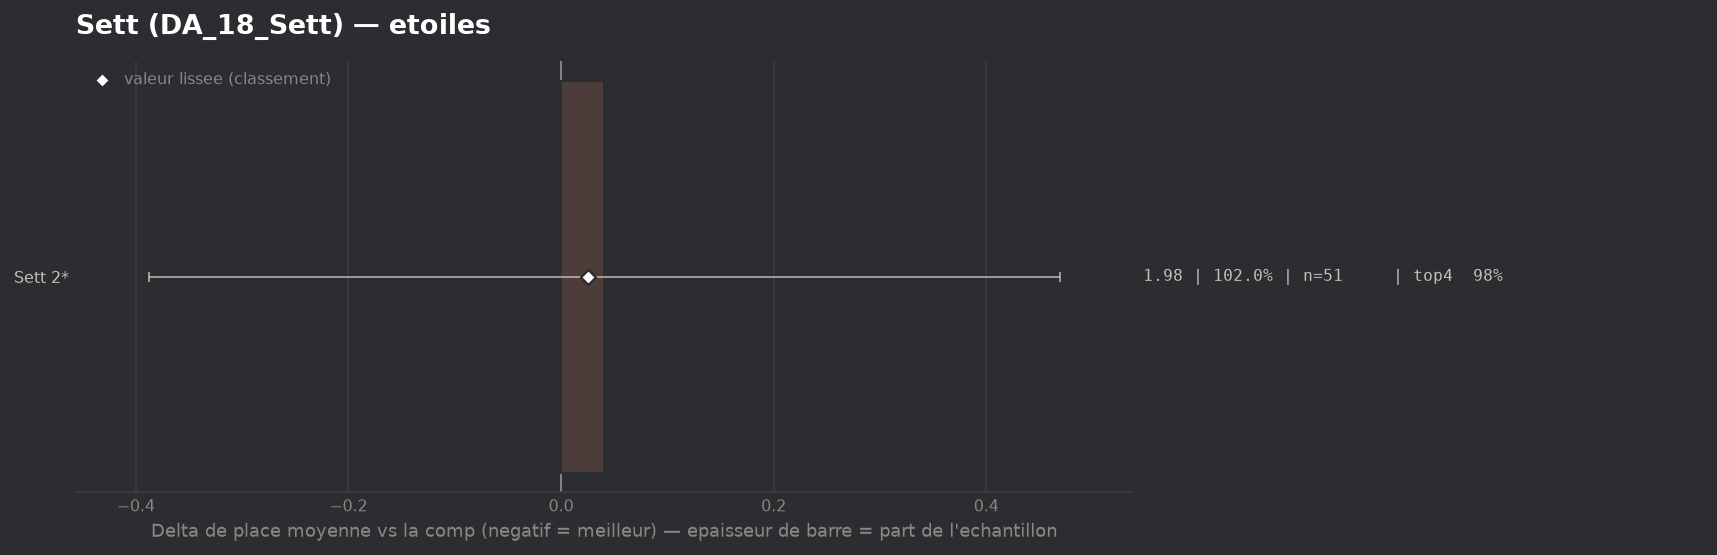 Sett (DA_18_Sett) — etoiles
valeur lissee (classement)
Sett 2*
1.98 | 102.0% | n=51     | top4  98%
−0.4 −0.2 0.0 0.2 0.4
Delta de place moyenne vs la comp (negatif = meilleur) — epaisseur de barre = part de l'echantillon